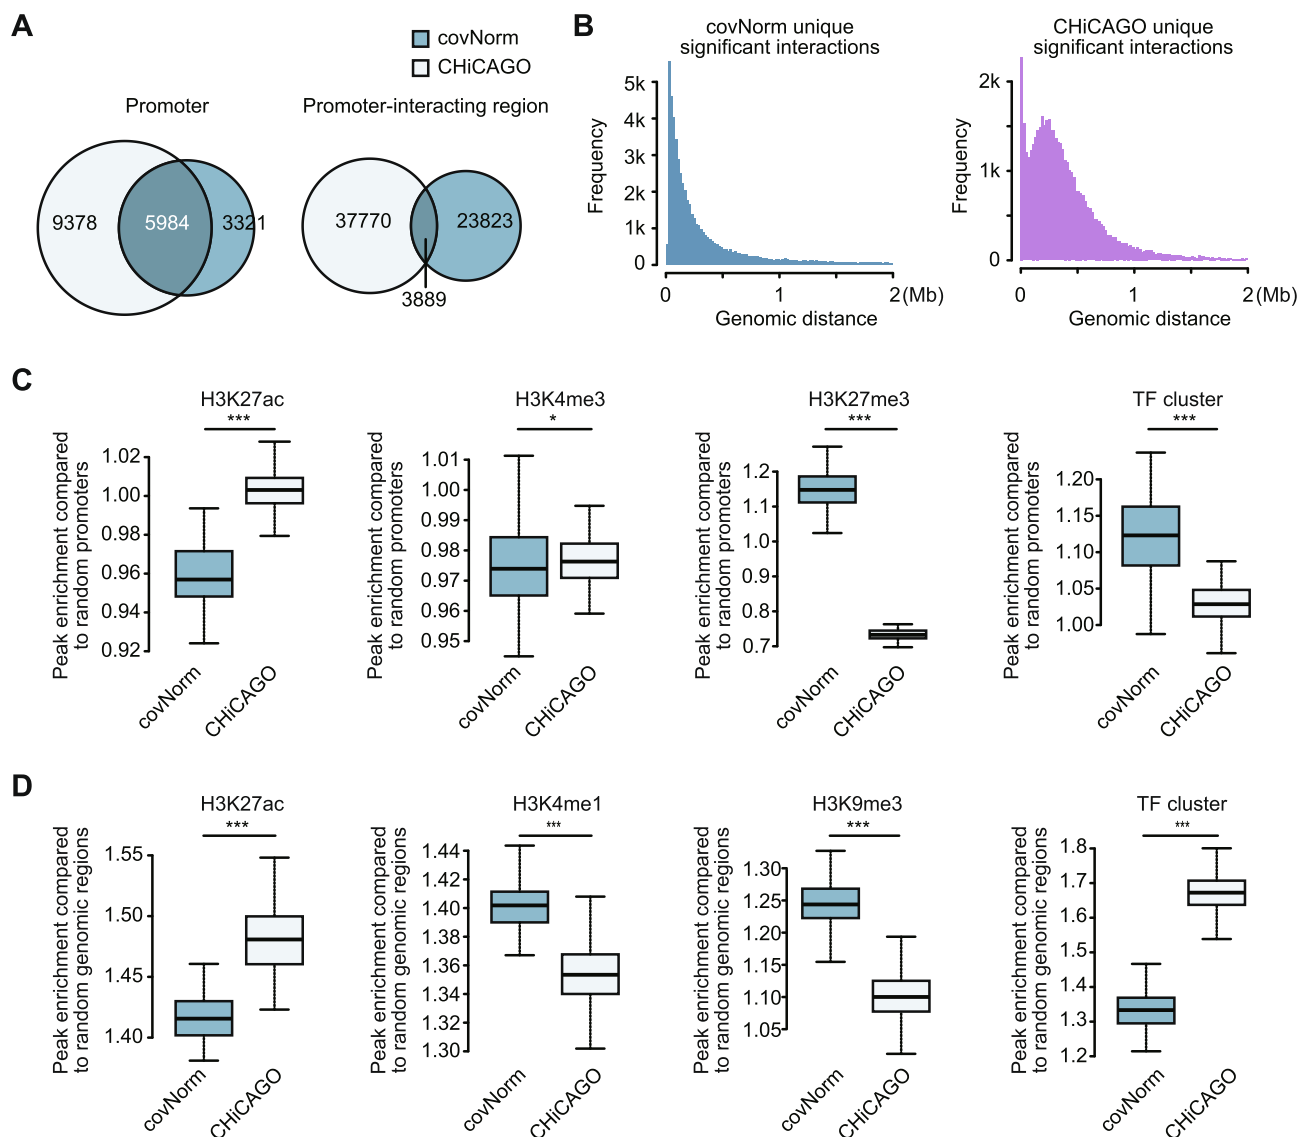 A
covNorm
CHiCAGO
Promoter
Promoter-interacting region
9378
5984
3321
37770
23823
3889
B
covNorm unique
significant interactions
Frequency
5k
4k
3k
2k
1k
0
0
1
2 (Mb)
Genomic distance
CHiCAGO unique
significant interactions
Frequency
2k
1k
0
0
1
2 (Mb)
Genomic distance
C
H3K27ac
***
Peak enrichment compared
to random promoters
1.02
1.00
0.98
0.96
0.94
0.92
covNorm
CHiCAGO
H3K4me3
*
Peak enrichment compared
to random promoters
1.01
1.00
0.99
0.98
0.97
0.96
0.95
covNorm
CHiCAGO
H3K27me3
***
Peak enrichment compared
to random promoters
1.2
1.1
1.0
0.9
0.8
0.7
covNorm
CHiCAGO
TF cluster
***
Peak enrichment compared
to random promoters
1.20
1.15
1.10
1.05
1.00
covNorm
CHiCAGO
D
H3K27ac
***
Peak enrichment compared
to random genomic regions
1.55
1.50
1.45
1.40
covNorm
CHiCAGO
H3K4me1
***
Peak enrichment compared
to random genomic regions
1.44
1.42
1.40
1.38
1.36
1.34
1.32
1.30
covNorm
CHiCAGO
H3K9me3
***
Peak enrichment compared
to random genomic regions
1.30
1.25
1.20
1.15
1.10
1.05
covNorm
CHiCAGO
TF cluster
***
Peak enrichment compared
to random genomic regions
1.8
1.7
1.6
1.5
1.4
1.3
1.2
covNorm
CHiCAGO